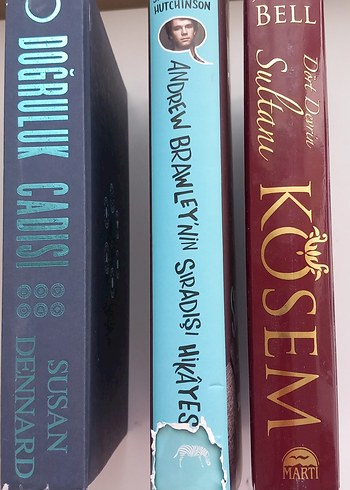 DOĞRULUK CADISI
SUSAN
DENNARD
HUTCHINSON
ANDREW BRAWLEY'NİN SIRADIŞI HİKÂYESİ
BELL
Dört Devrin
Sultanı
KÖSEM
MARTI